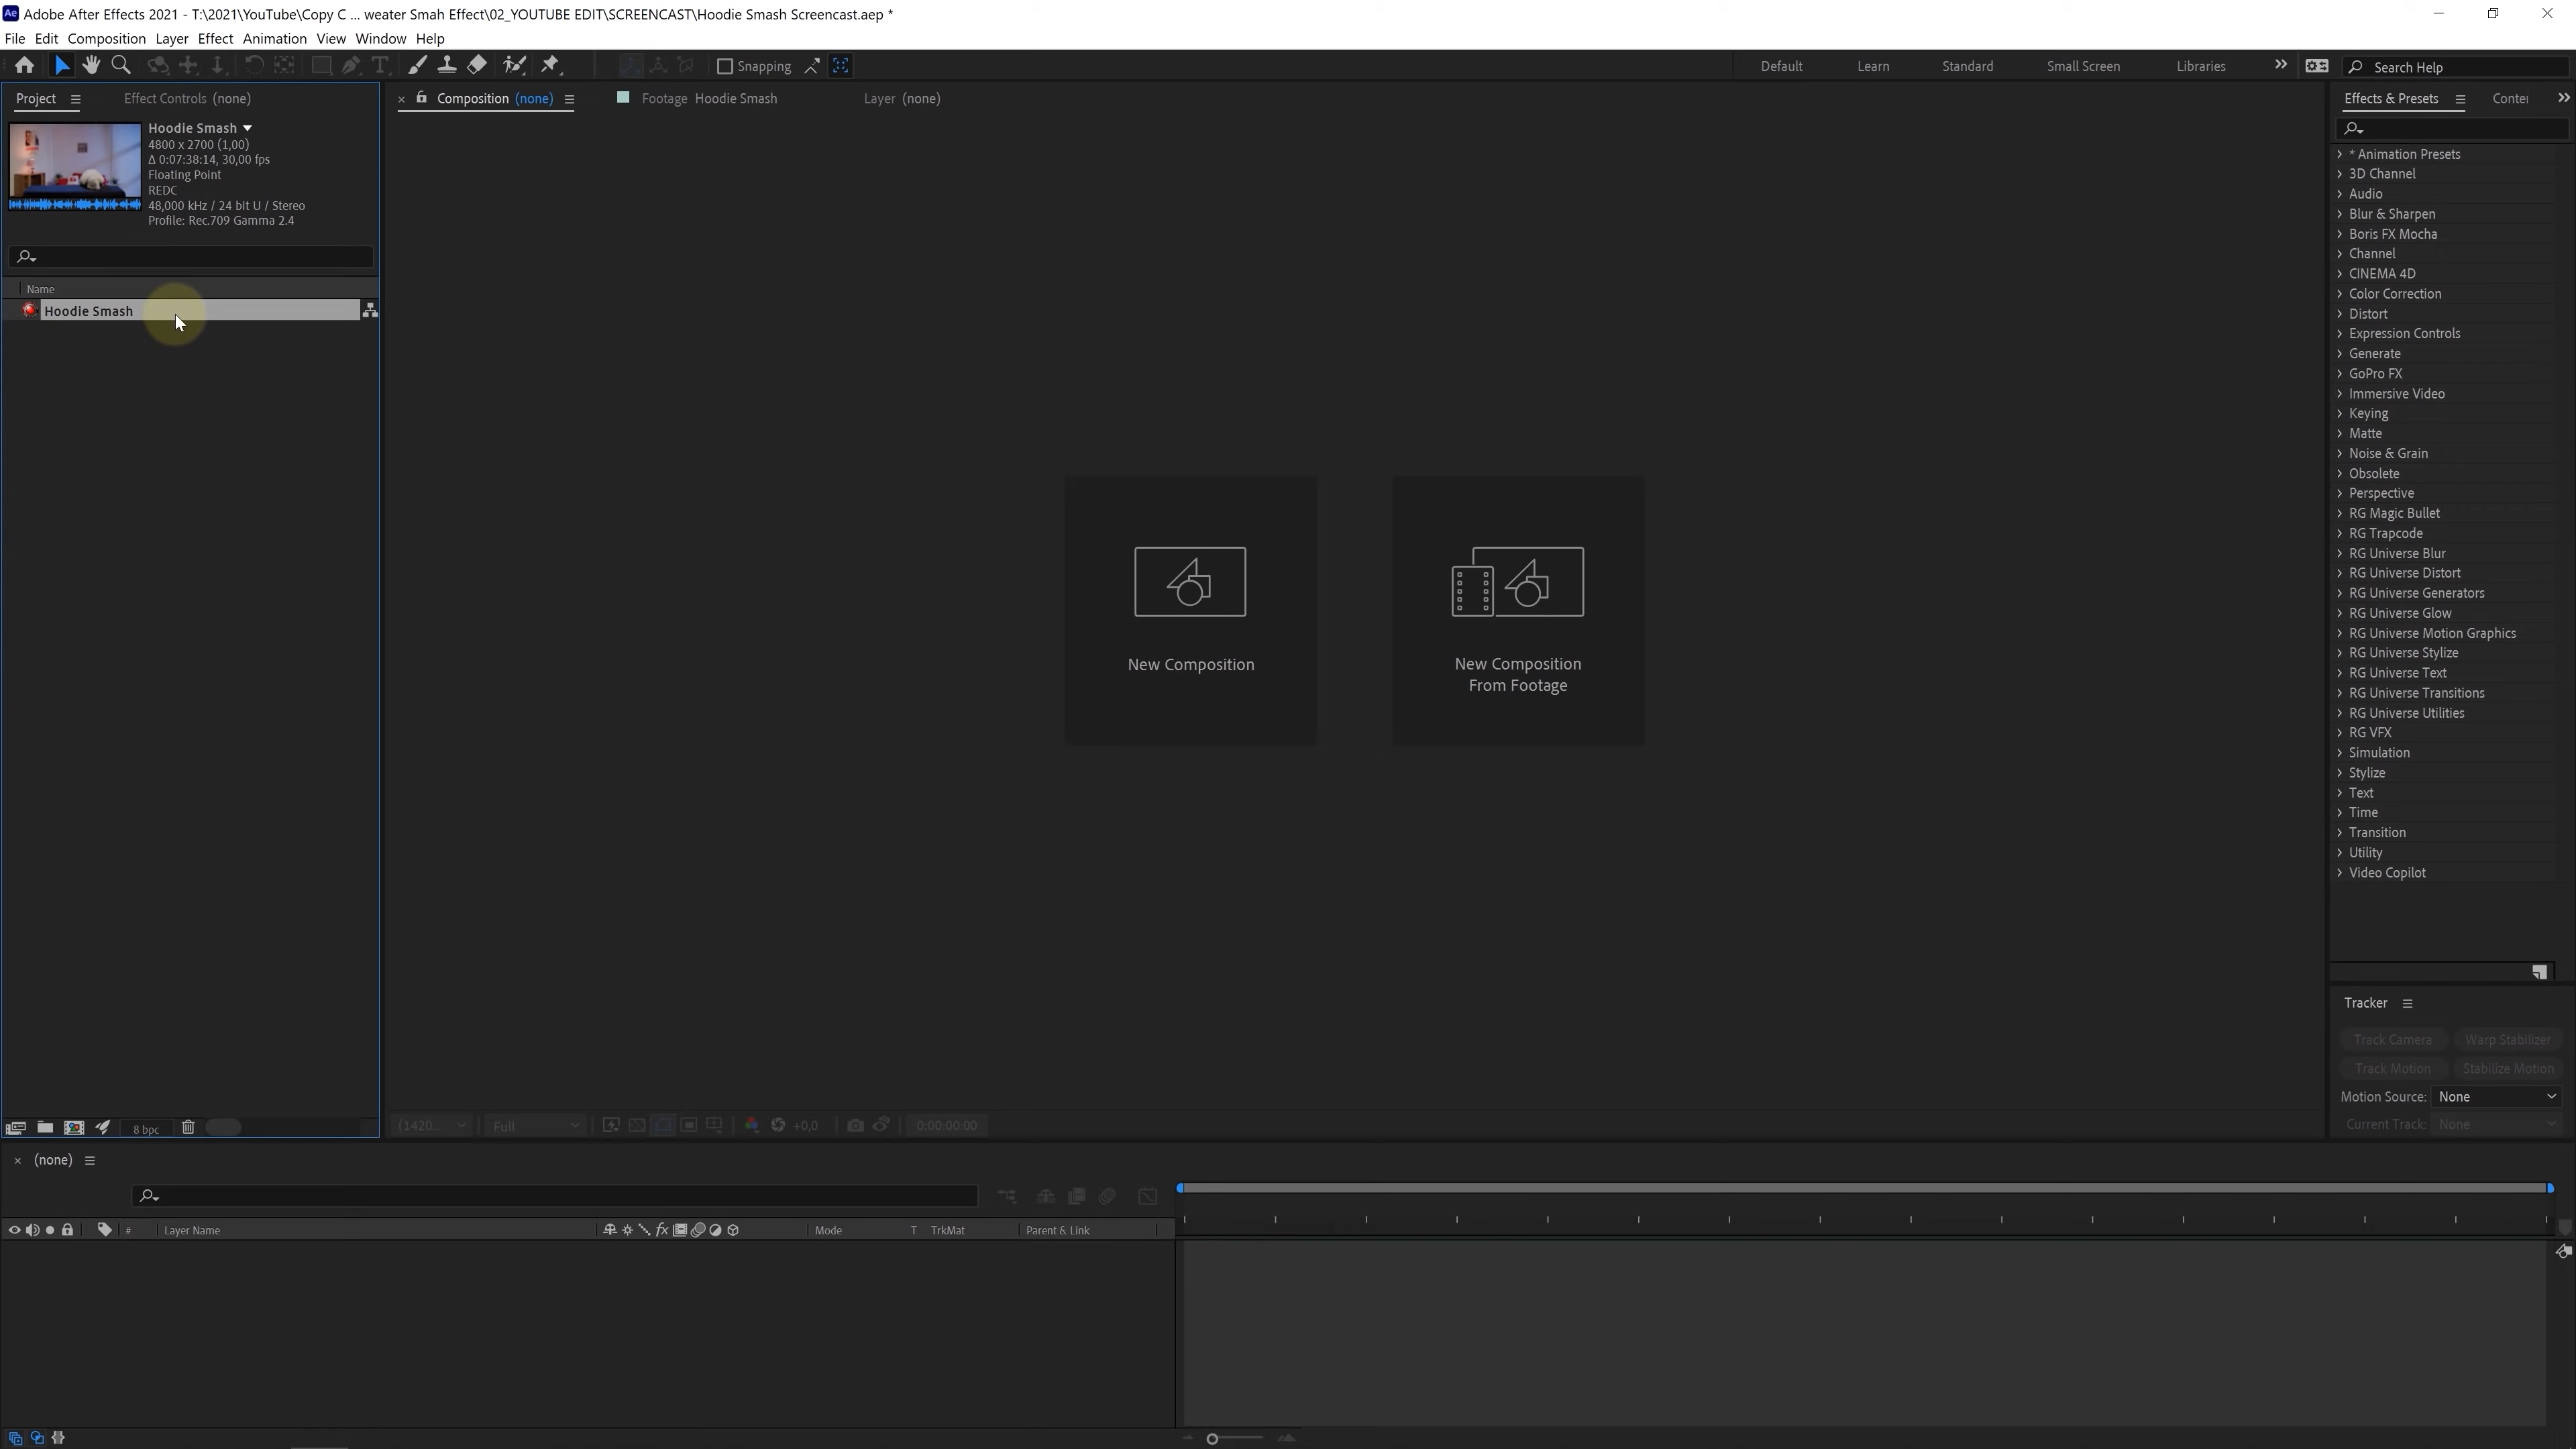 Ae Adobe After Effects 2021 - T:\2021\YouTube\Copy C ... weater Smah Effect\02_YOUTUBE EDIT\SCREENCAST\Hoodie Smash Screencast.aep *
File Edit Composition Layer Effect Animation View Window Help
Snapping Default Learn Standard Small Screen Libraries Search Help
Project Effect Controls (none)
Composition (none) Footage Hoodie Smash Layer (none)
Effects & Presets Conte
Hoodie Smash
4800 x 2700 (1,00)
Δ 0:07:38:14, 30,00 fps
Floating Point
REDC
48,000 kHz / 24 bit U / Stereo
Profile: Rec.709 Gamma 2.4
Name
Hoodie Smash
New Composition
New Composition
From Footage
* Animation Presets
3D Channel
Audio
Blur & Sharpen
Boris FX Mocha
Channel
CINEMA 4D
Color Correction
Distort
Expression Controls
Generate
GoPro FX
Immersive Video
Keying
Matte
Noise & Grain
Obsolete
Perspective
RG Magic Bullet
RG Trapcode
RG Universe Blur
RG Universe Distort
RG Universe Generators
RG Universe Glow
RG Universe Motion Graphics
RG Universe Stylize
RG Universe Text
RG Universe Transitions
RG Universe Utilities
RG VFX
Simulation
Stylize
Text
Time
Transition
Utility
Video Copilot
Tracker
Track Camera Warp Stabilizer
Track Motion Stabilize Motion
Motion Source: None
Current Track: None
8 bpc
(1420... Full +0,0 0:00:00:00
(none)
# Layer Name Mode T TrkMat Parent & Link